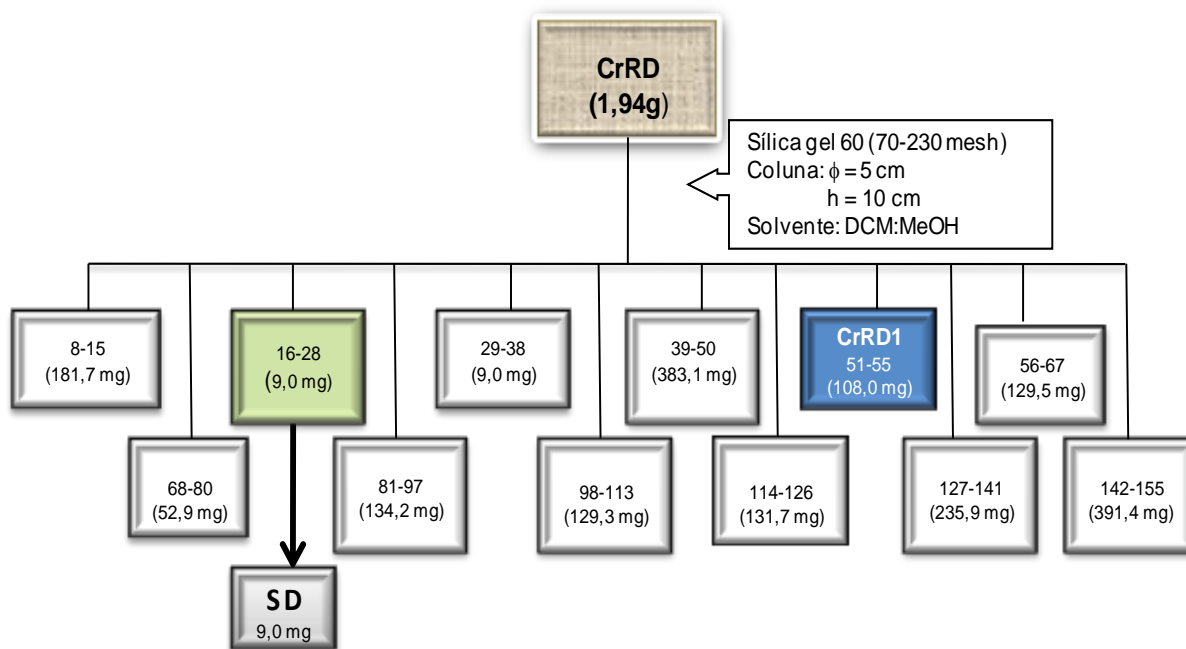 CrRD
(1,94g)
Sílica gel 60 (70-230 mesh)
Coluna: ϕ = 5 cm
h = 10 cm
Solvente: DCM:MeOH
8-15
(181,7 mg)
16-28
(9,0 mg)
29-38
(9,0 mg)
39-50
(383,1 mg)
CrRD1
51-55
(108,0 mg)
56-67
(129,5 mg)
68-80
(52,9 mg)
81-97
(134,2 mg)
98-113
(129,3 mg)
114-126
(131,7 mg)
127-141
(235,9 mg)
142-155
(391,4 mg)
SD
9,0 mg